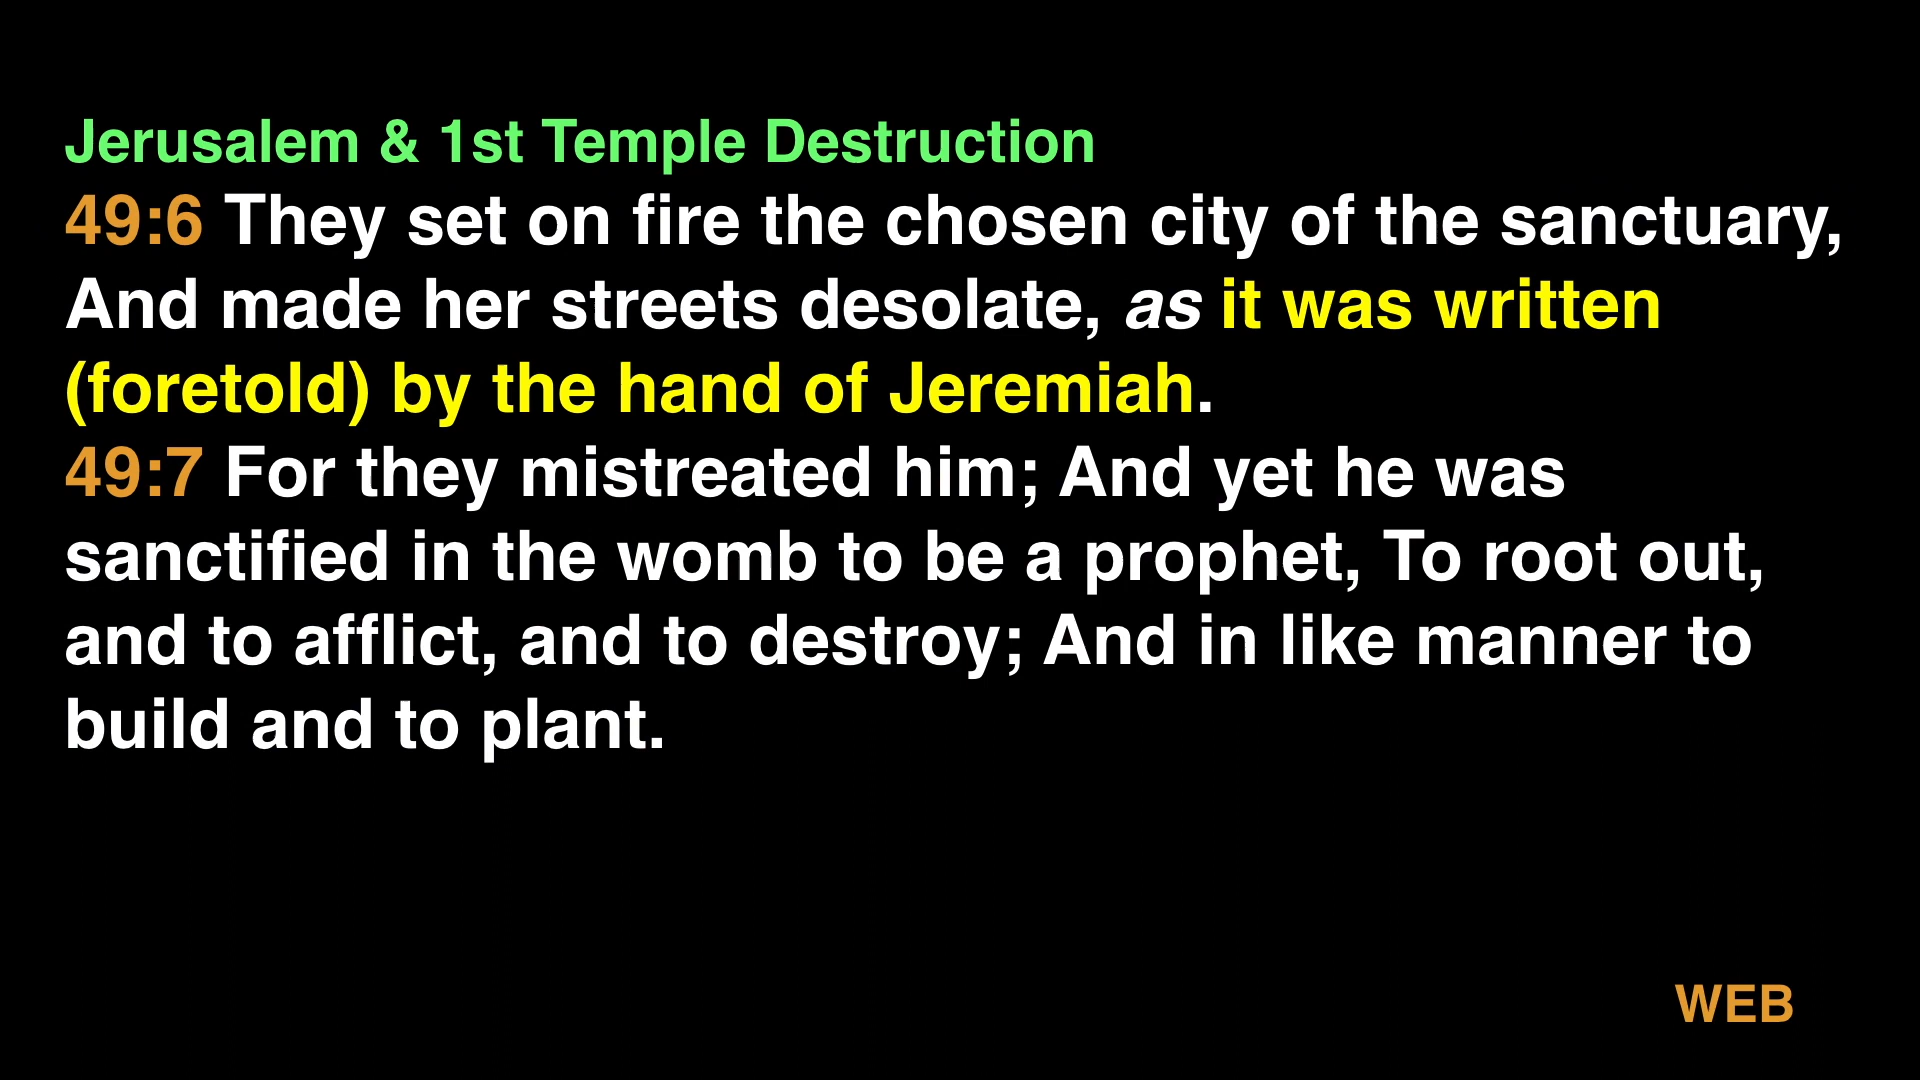 Jerusalem & 1st Temple Destruction
49:6 They set on fire the chosen city of the sanctuary,
And made her streets desolate, as it was written
(foretold) by the hand of Jeremiah.
49:7 For they mistreated him; And yet he was
sanctified in the womb to be a prophet, To root out,
and to afflict, and to destroy; And in like manner to
build and to plant.
WEB